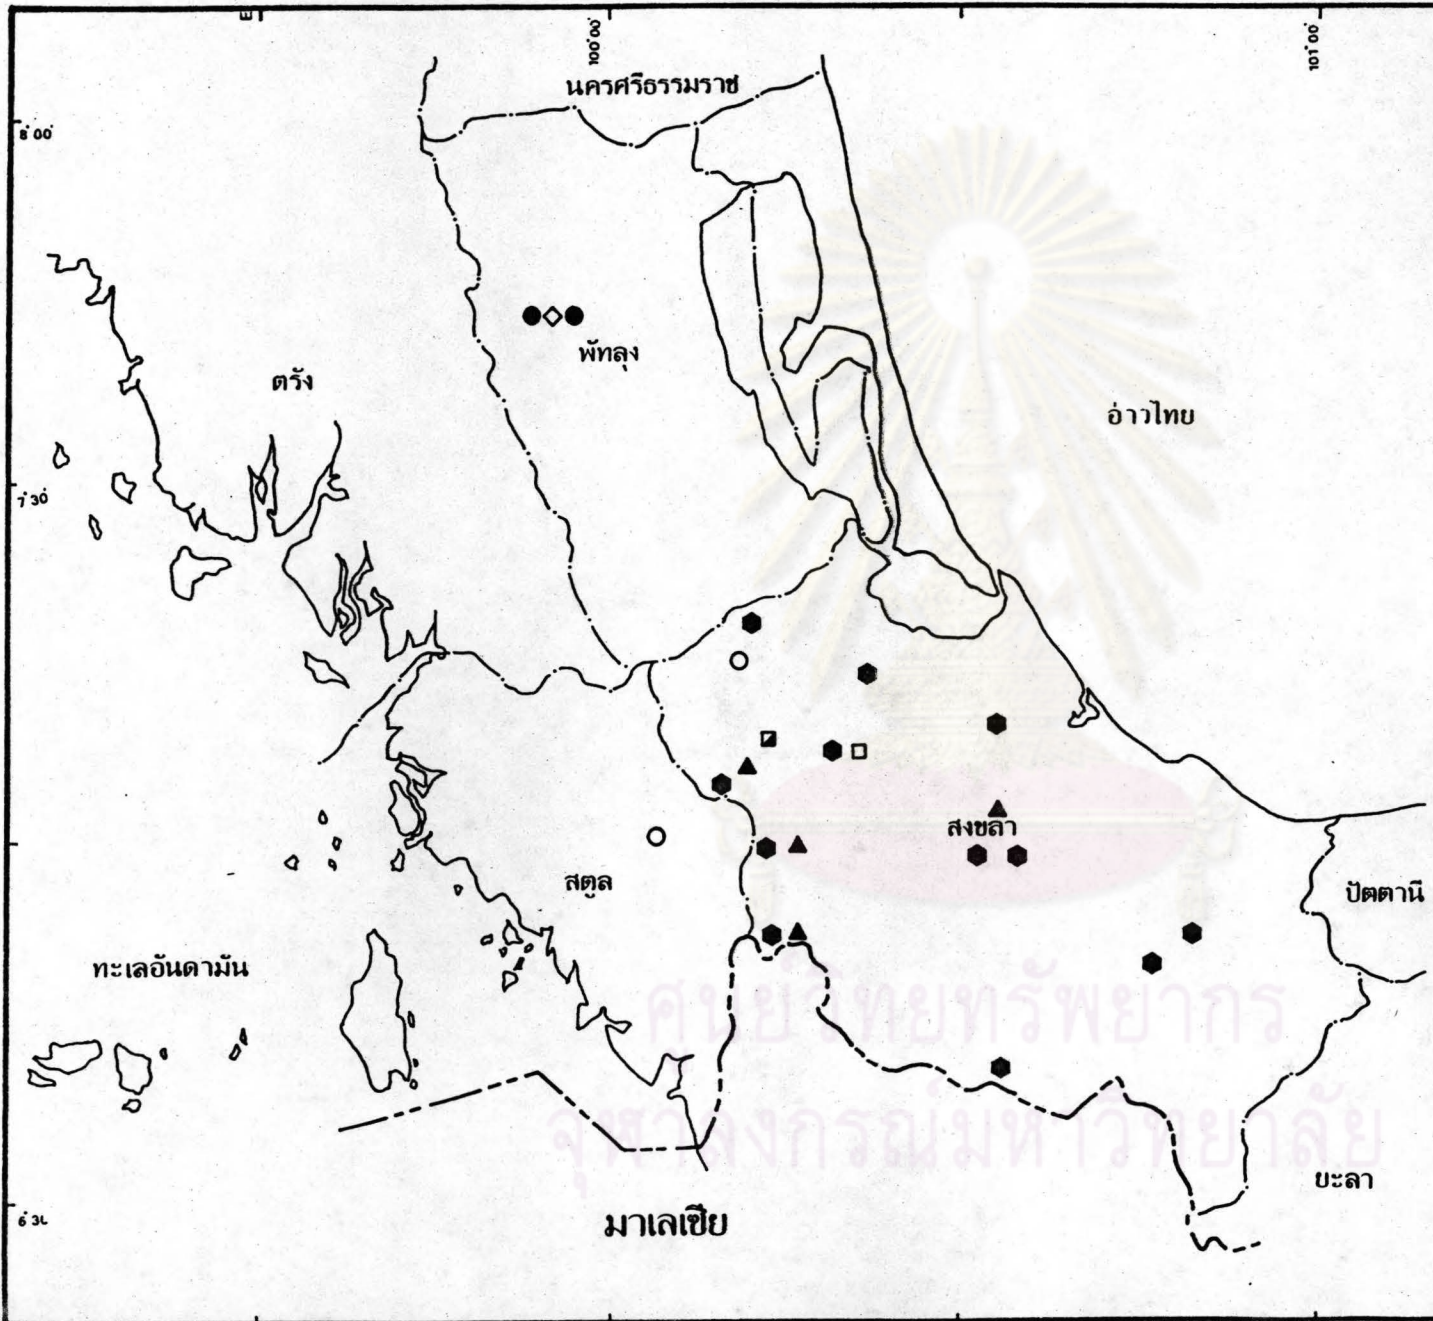 100°00'
101°00'
นครศรีธรรมราช
8°00'
พัทลุง
ตรัง
อ่าวไทย
7°30'
สงขลา
สตูล
ปัตตานี
ทะเลอันดามัน
ศูนย์วิทยทรัพยากร
จุฬาลงกรณ์มหาวิทยาลัย
ยะลา
มาเลเซีย